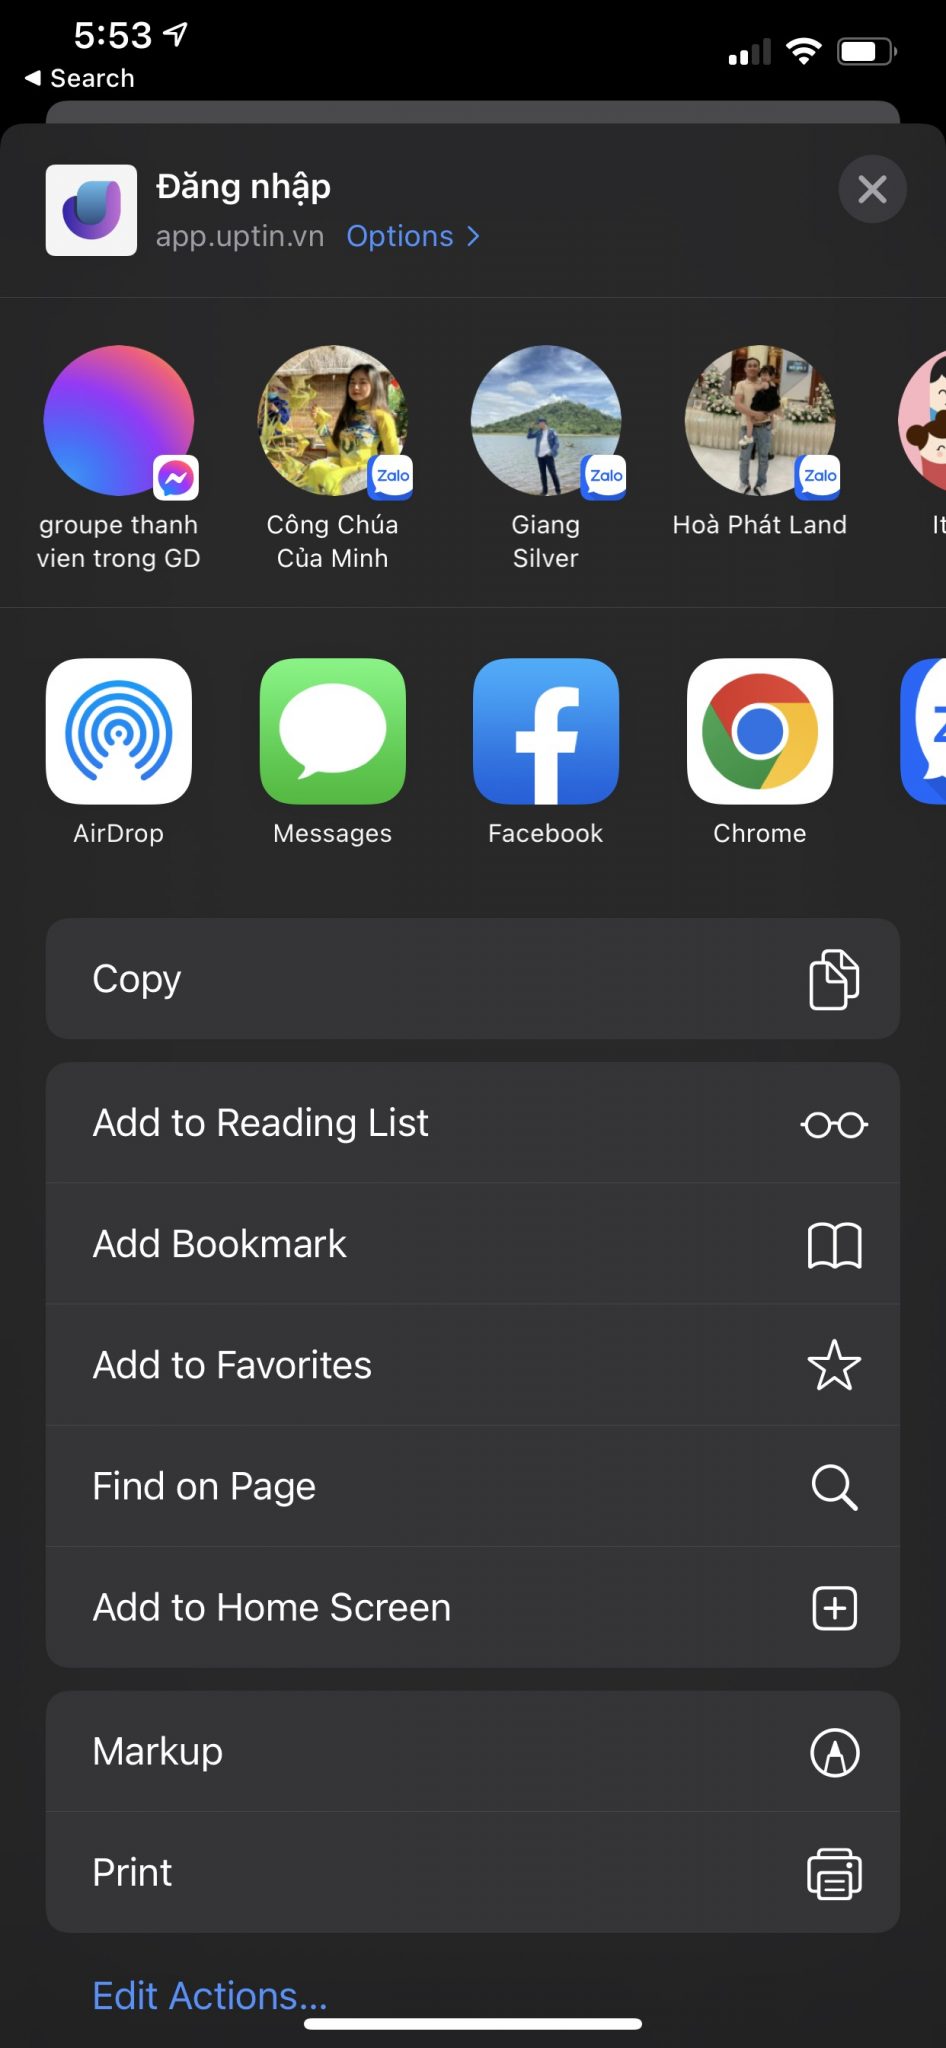 5:53
◀ Search
Đăng nhập
app.uptin.vn Options >
groupe thanh
vien trong GD
Zalo
Công Chúa
Của Minh
Zalo
Giang
Silver
Zalo
Hoà Phát Land
It
AirDrop
Messages
Facebook
Chrome
Z
Copy
Add to Reading List
Add Bookmark
Add to Favorites
Find on Page
Add to Home Screen
Markup
Print
Edit Actions...